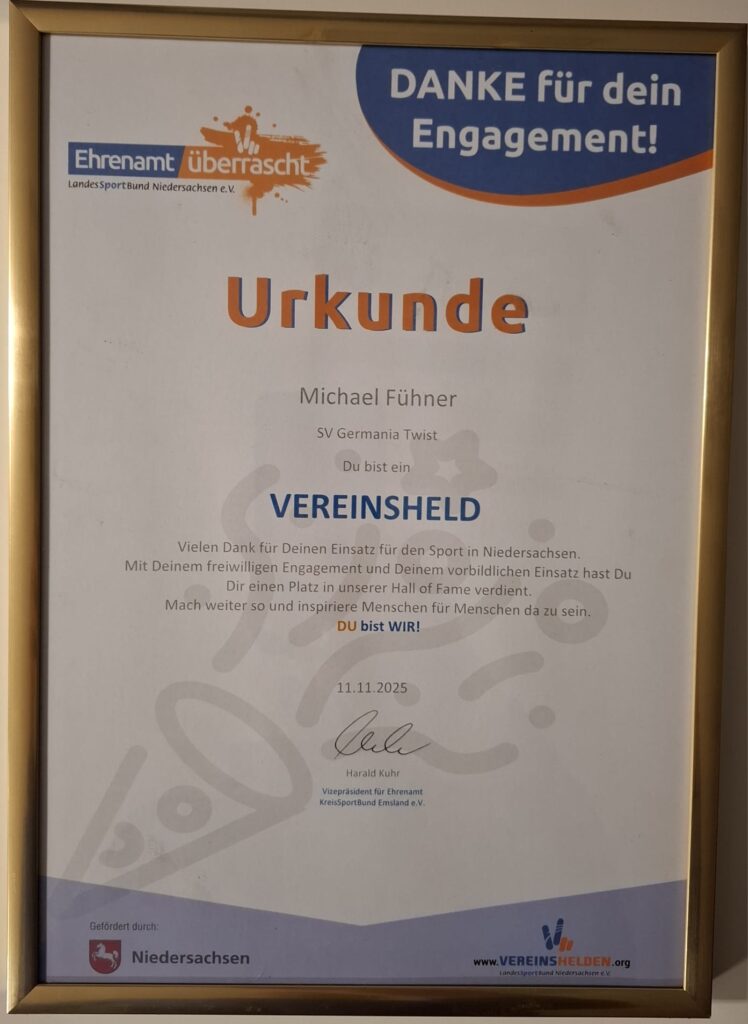 DANKE für dein
Engagement!
Ehrenamt überrascht
LandesSportBund Niedersachsen e.V.
Urkunde
Michael Fühner
SV Germania Twist
Du bist ein
VEREINSHELD
Vielen Dank für Deinen Einsatz für den Sport in Niedersachsen.
Mit Deinem freiwilligen Engagement und Deinem vorbildlichen Einsatz hast Du
Dir einen Platz in unserer Hall of Fame verdient.
Mach weiter so und inspiriere Menschen für Menschen da zu sein.
DU bist WIR!
11.11.2025
Harald Kuhr
Vizepräsident für Ehrenamt
KreisSportBund Emsland e.V.
Gefördert durch:
Niedersachsen
www.VEREINSHELDEN.org
LandesSportBund Niedersachsen e.V.